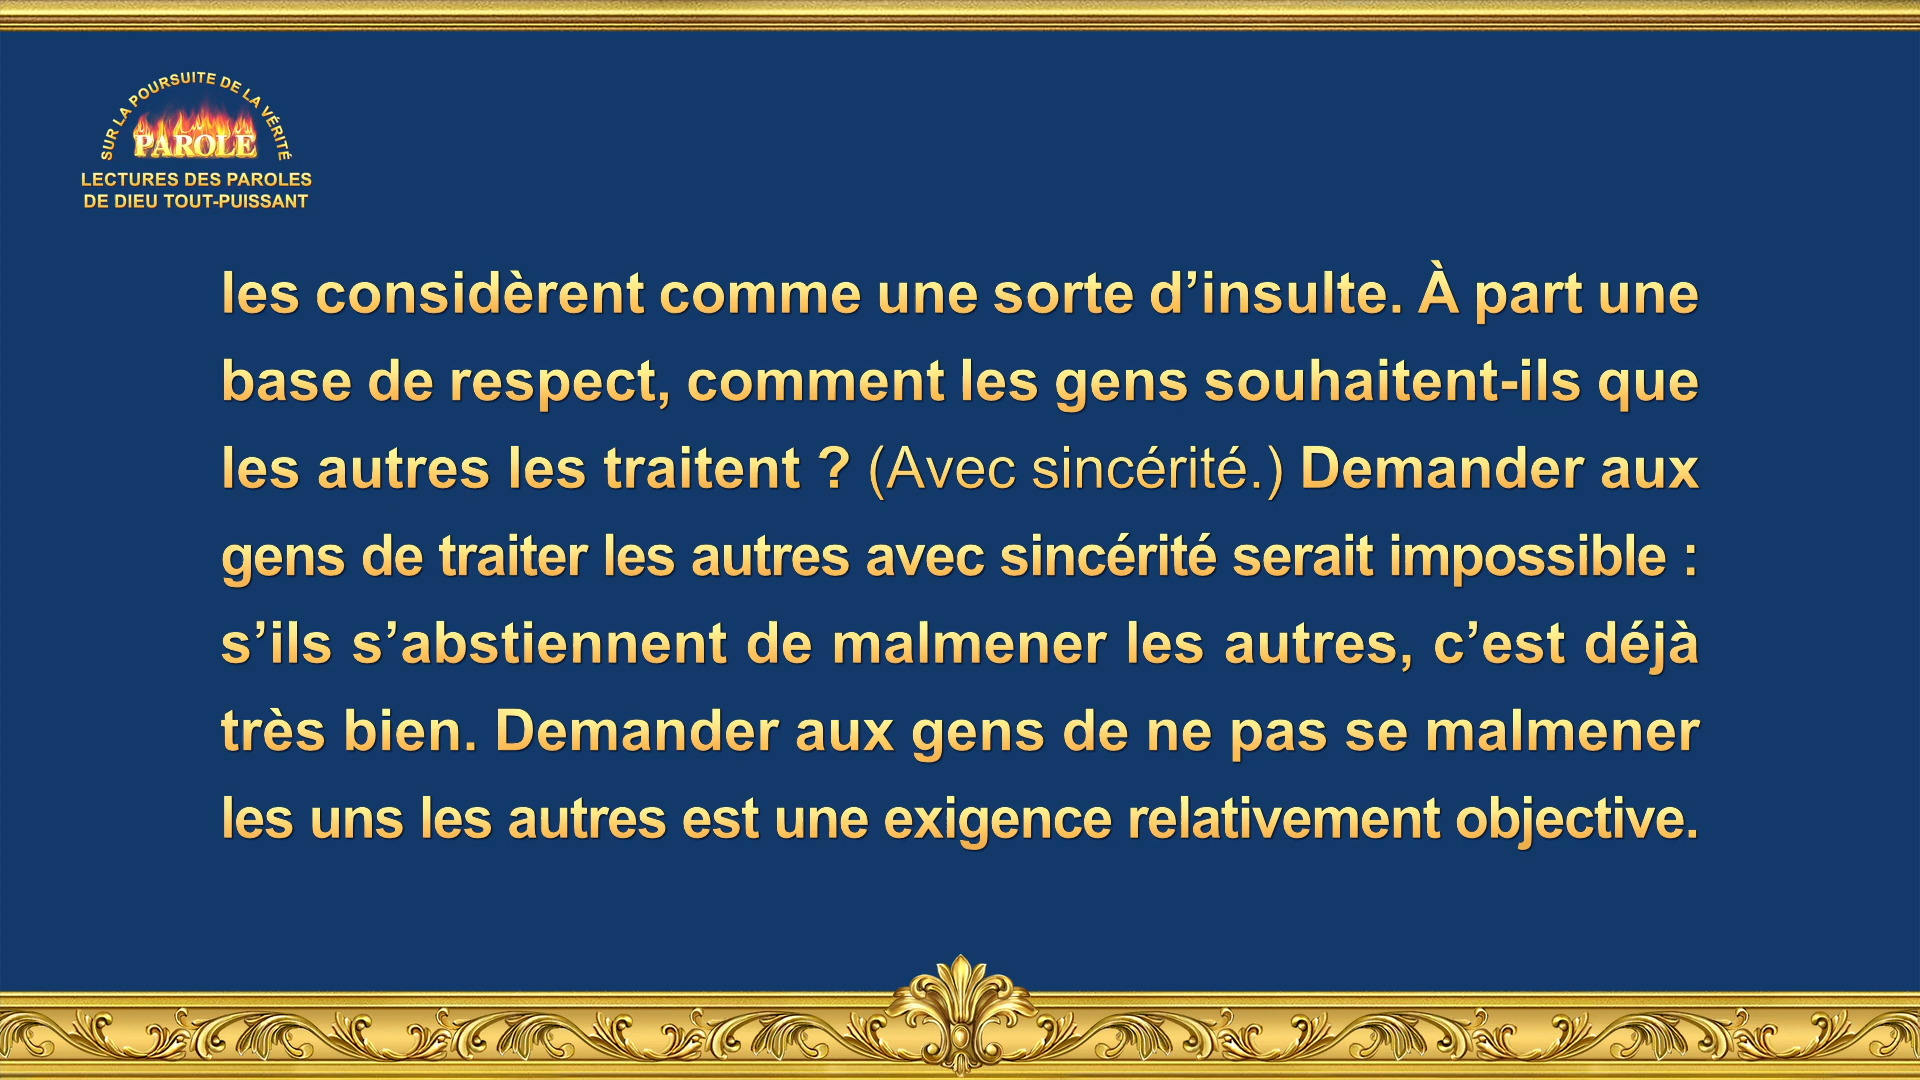 SUR LA POURSUITE DE LA VÉRITÉ
PAROLE
LECTURES DES PAROLES
DE DIEU TOUT-PUISSANT
les considèrent comme une sorte d’insulte. À part une
base de respect, comment les gens souhaitent-ils que
les autres les traitent ? (Avec sincérité.) Demander aux
gens de traiter les autres avec sincérité serait impossible :
s’ils s’abstiennent de malmener les autres, c’est déjà
très bien. Demander aux gens de ne pas se malmener
les uns les autres est une exigence relativement objective.